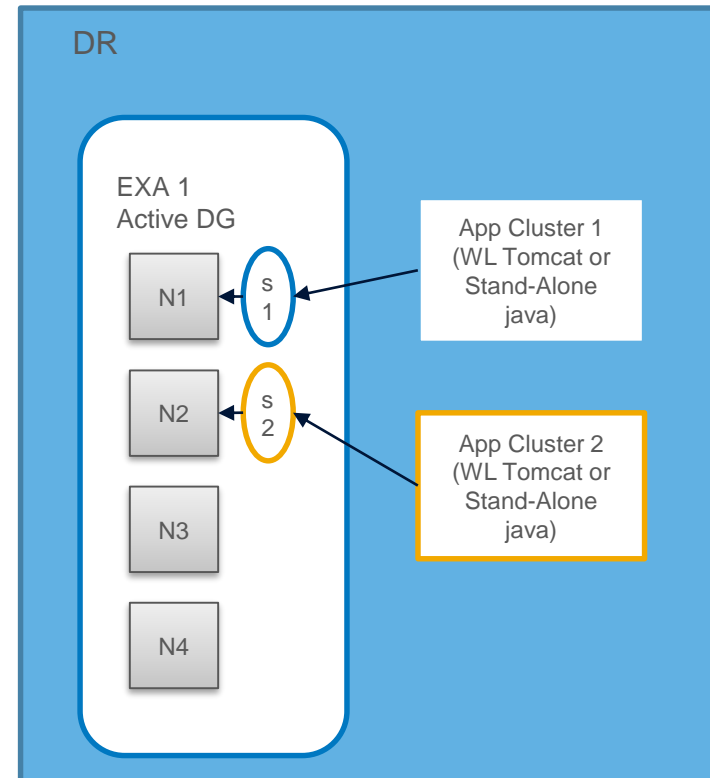 DR
EXA 1
Active DG
N1
s
1
App Cluster 1
(WL Tomcat or
Stand-Alone
java)
N2
s
2
App Cluster 2
(WL Tomcat or
Stand-Alone
java)
N3
N4